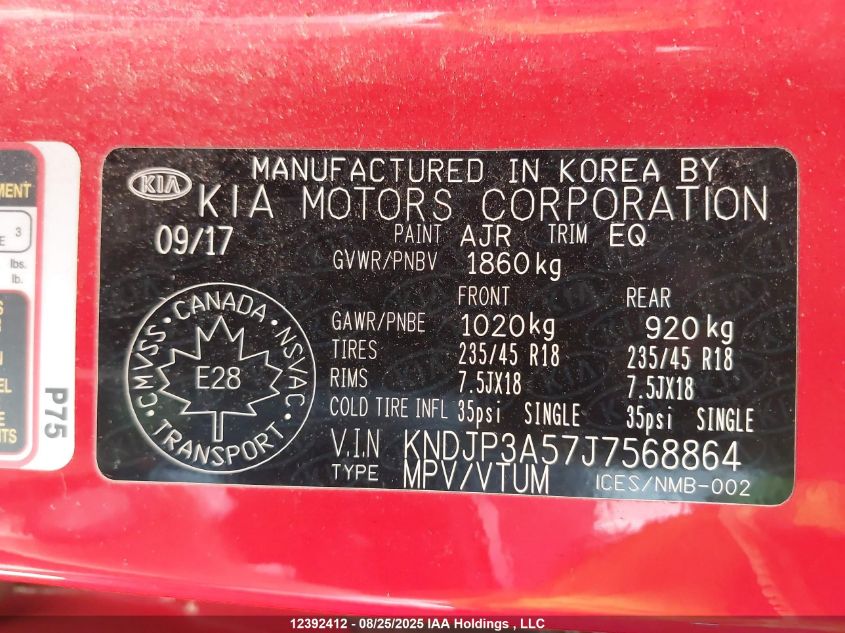 MANUFACTURED IN KOREA BY
KIA
KIA MOTORS CORPORATION
09/17
PAINT AJR TRIM EQ
GVWR/PNBV 1860kg
FRONT REAR
GAWR/PNBE 1020kg 920kg
TIRES 235/45 R18 235/45 R18
RIMS 7.5JX18 7.5JX18
COLD TIRE INFL 35psi SINGLE 35psi SINGLE
V.I.N KNDJP3A57J7568864
TYPE MPV/VTUM ICES/NMB-002
CANADA · NSVAC · TRANSPORT · CMVSS ·
E28
3
lbs.
lb.
P75
12392412 - 08/25/2025 IAA Holdings , LLC